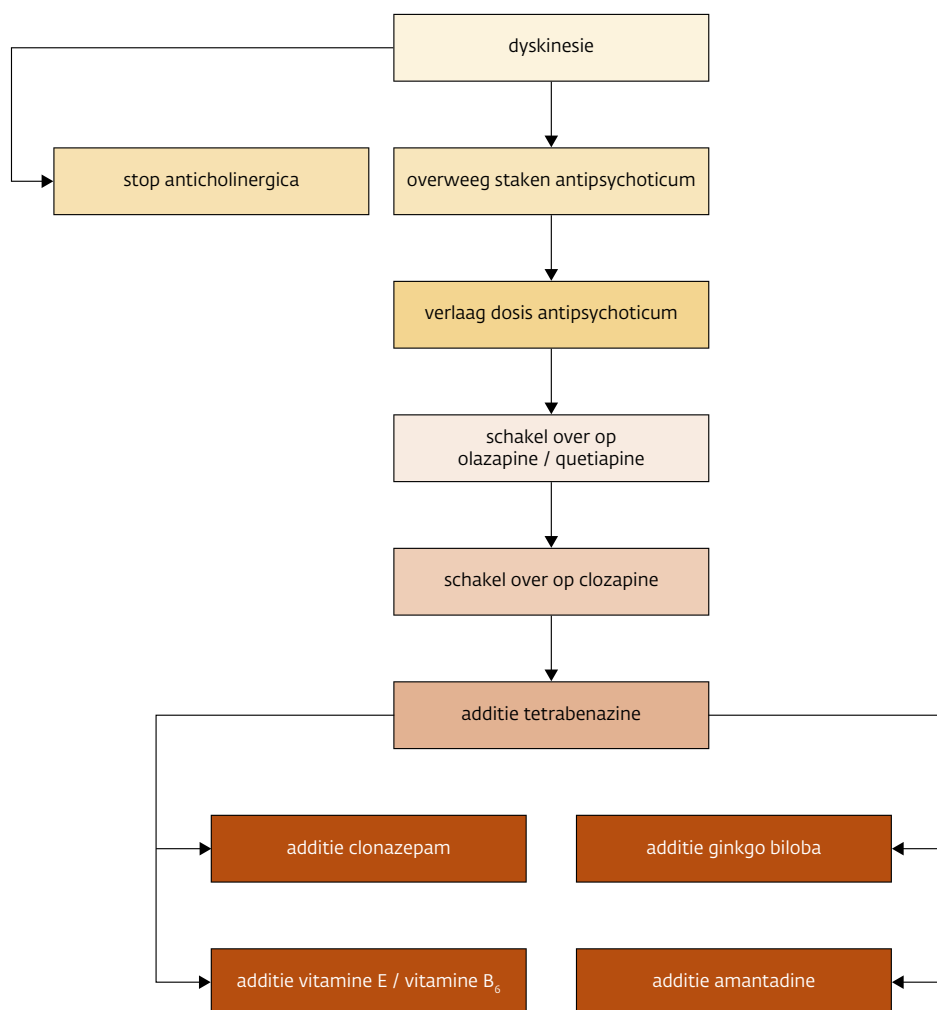 dyskinesie
stop anticholinergica
overweeg staken antipsychoticum
verlaag dosis antipsychoticum
schakel over op
olazapine / quetiapine
schakel over op clozapine
additie tetrabenazine
additie clonazepam
additie ginkgo biloba
additie vitamine E / vitamine B₆
additie amantadine